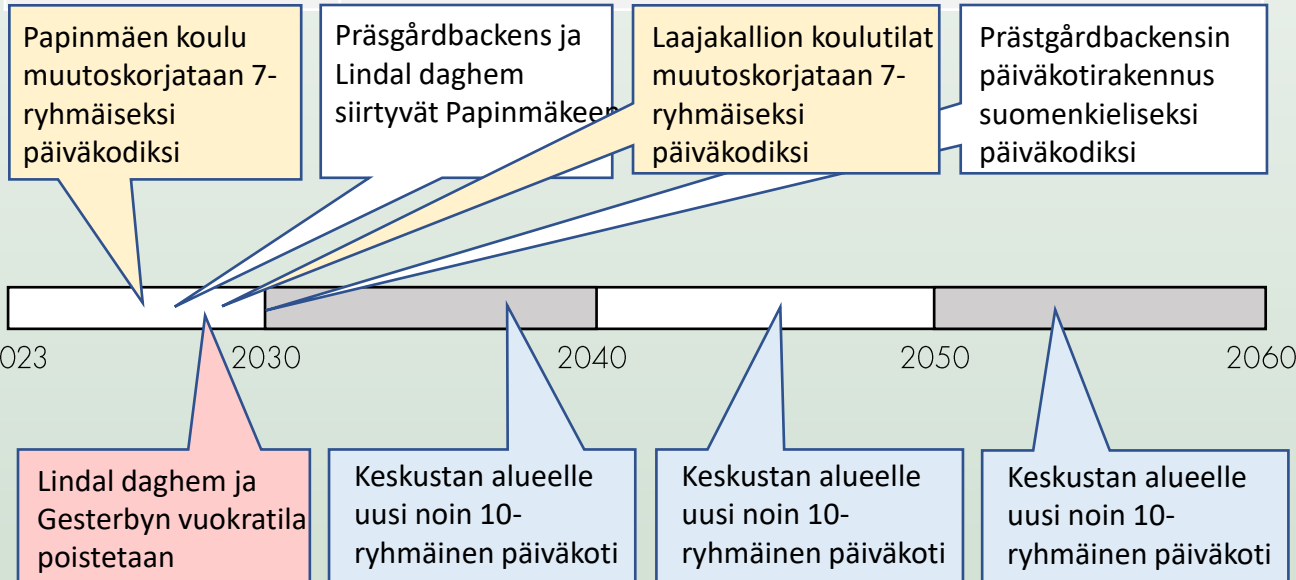 Papinmäen koulu
muutoskorjataan 7-
ryhmäiseksi
päiväkodiksi
Präsgårdbackens ja
Lindal daghem
siirtyvät Papinmäkeen
Laajakallion koulutilat
muutoskorjataan 7-
ryhmäiseksi
päiväkodiksi
Prästgårdbackensin
päiväkotirakennus
suomenkieliseksi
päiväkodiksi
023
2030
2040
2050
2060
Lindal daghem ja
Gesterbyn vuokratila
poistetaan
Keskustan alueelle
uusi noin 10-
ryhmäinen päiväkoti
Keskustan alueelle
uusi noin 10-
ryhmäinen päiväkoti
Keskustan alueelle
uusi noin 10-
ryhmäinen päiväkoti